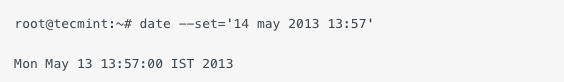 root@tecmint:~# date --set='14 may 2013 13:57'
Mon May 13 13:57:00 IST 2013